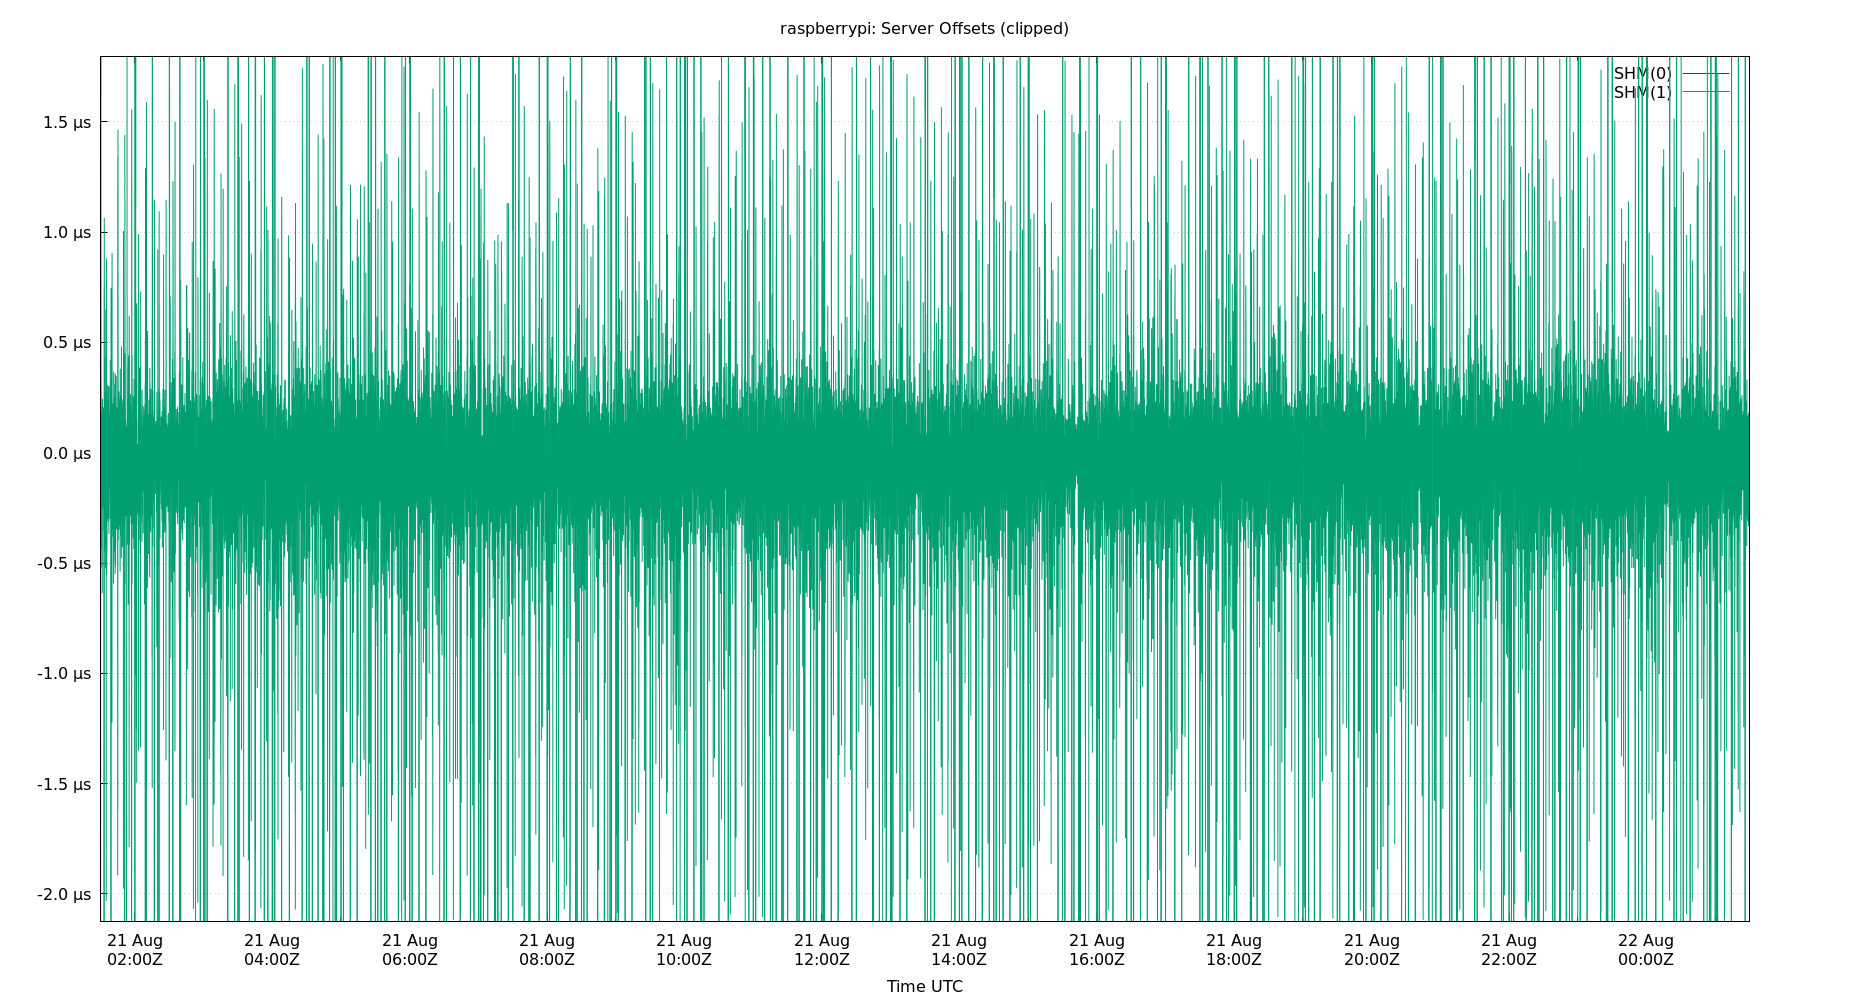 raspberrypi: Server Offsets (clipped)
SHM(0)
SHM(1)
1.5 µs
1.0 µs
0.5 µs
0.0 µs
-0.5 µs
-1.0 µs
-1.5 µs
-2.0 µs
21 Aug 21 Aug 21 Aug 21 Aug 21 Aug 21 Aug 21 Aug 21 Aug 21 Aug 21 Aug 21 Aug 22 Aug
02:00Z 04:00Z 06:00Z 08:00Z 10:00Z 12:00Z 14:00Z 16:00Z 18:00Z 20:00Z 22:00Z 00:00Z
Time UTC